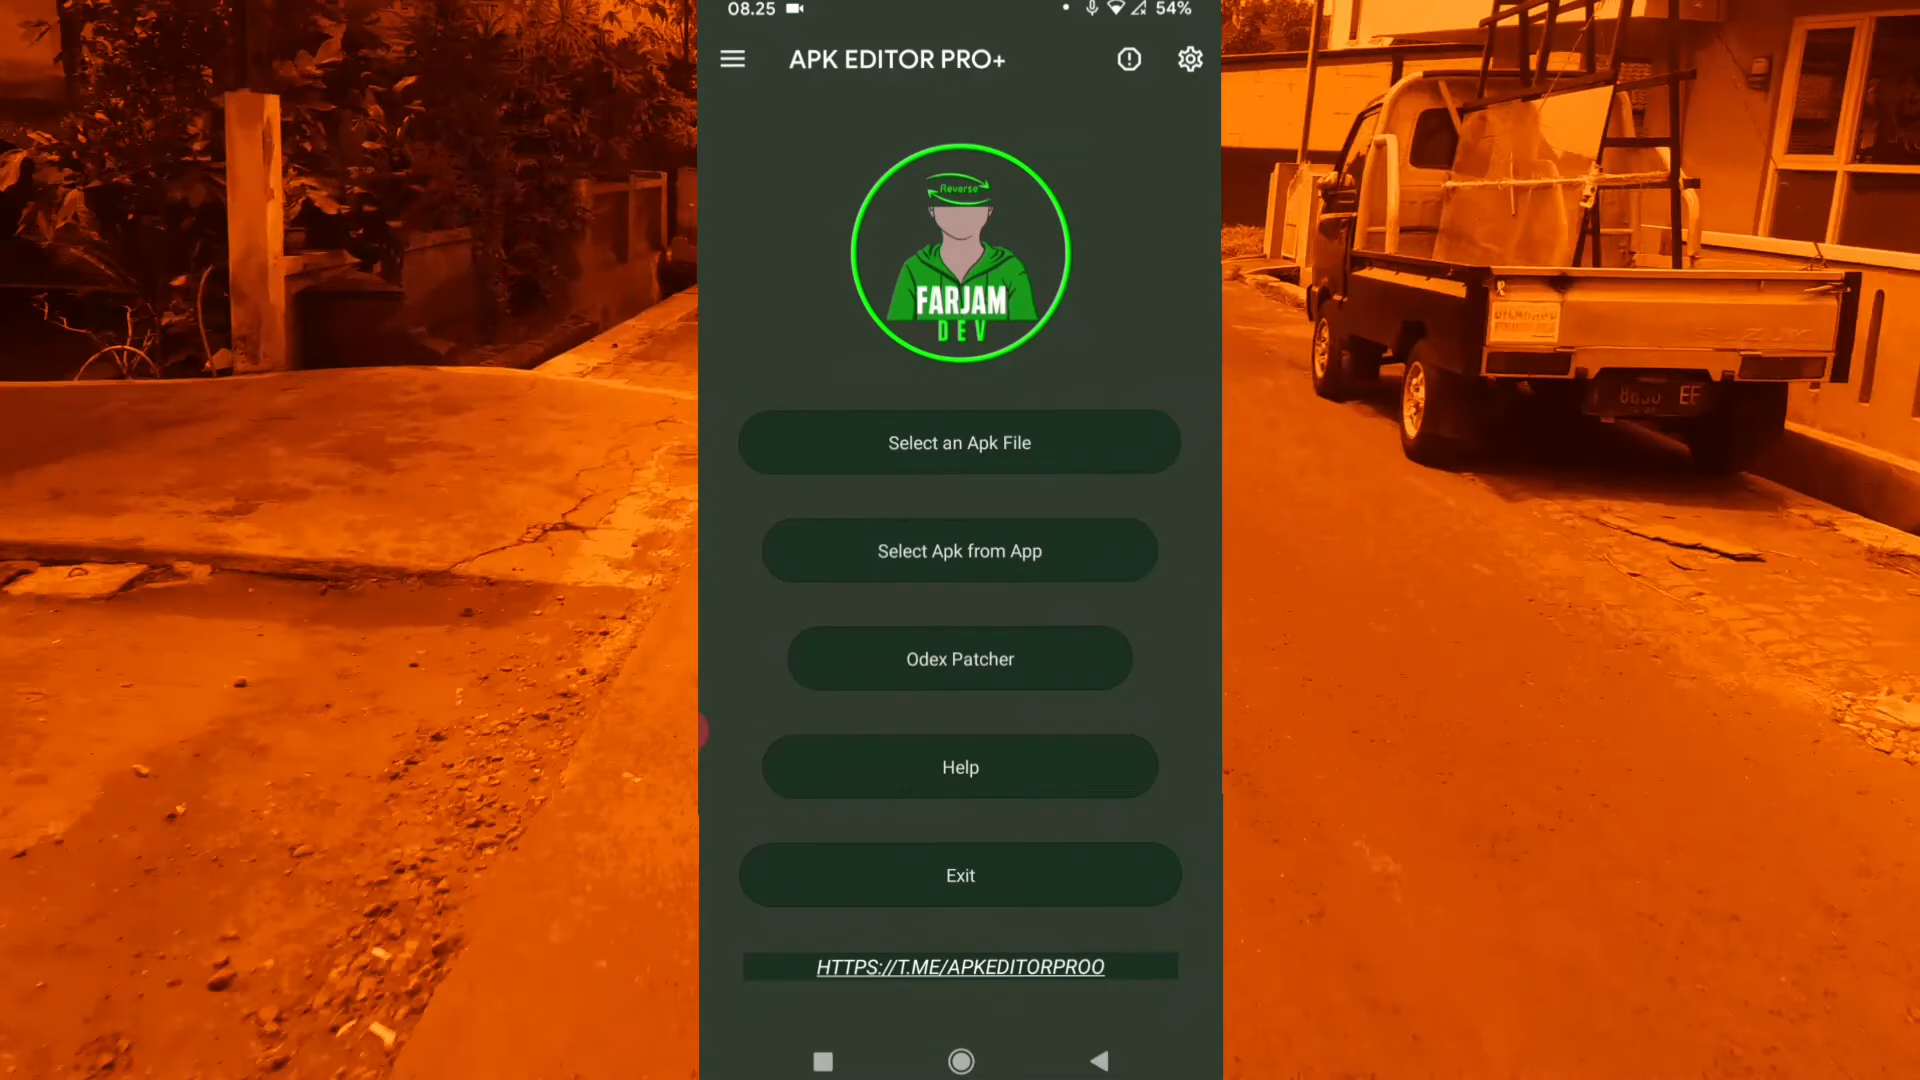 08.25
54%
APK EDITOR PRO+
Reverse
FARJAM
DEV
Select an Apk File
Select Apk from App
Odex Patcher
Help
Exit
HTTPS://T.ME/APKEDITORPROO